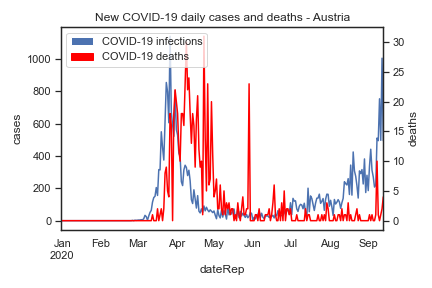 New COVID-19 daily cases and deaths - Austria
COVID-19 infections
COVID-19 deaths
cases
1000
800
600
400
200
0
deaths
30
25
20
15
10
5
0
Jan Feb Mar Apr May Jun Jul Aug Sep
2020
dateRep